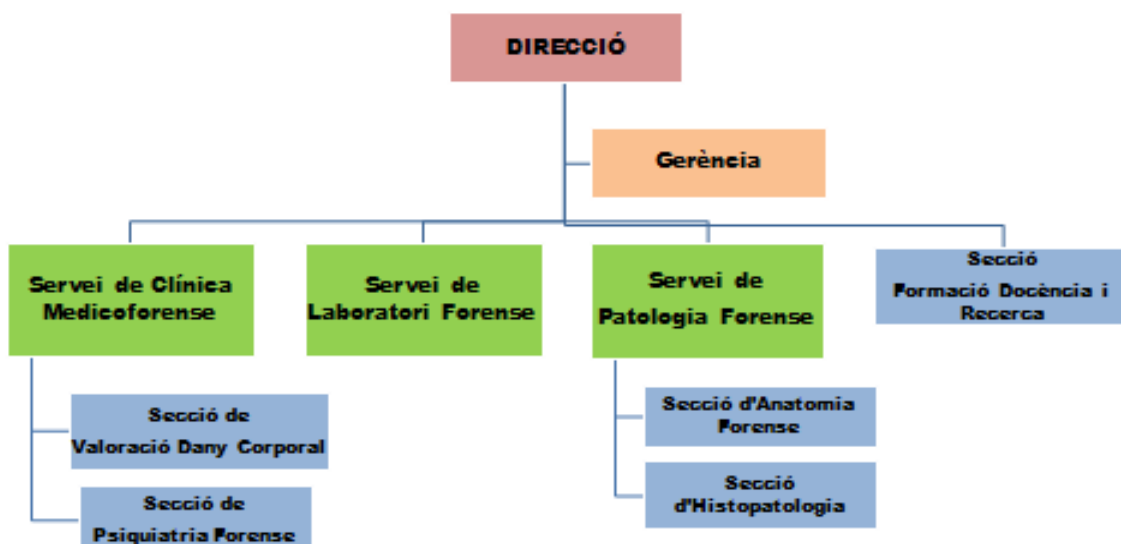 DIRECCIÓ
Gerència
Servei de Clínica
Medicoforense
Servei de
Laboratori Forense
Servei de
Patologia Forense
Secció
Formació Docència i
Recerca
Secció de
Valoració Dany Corporal
Secció de
Psiquiatria Forense
Secció d'Anatomia
Forense
Secció
d'Histopatologia